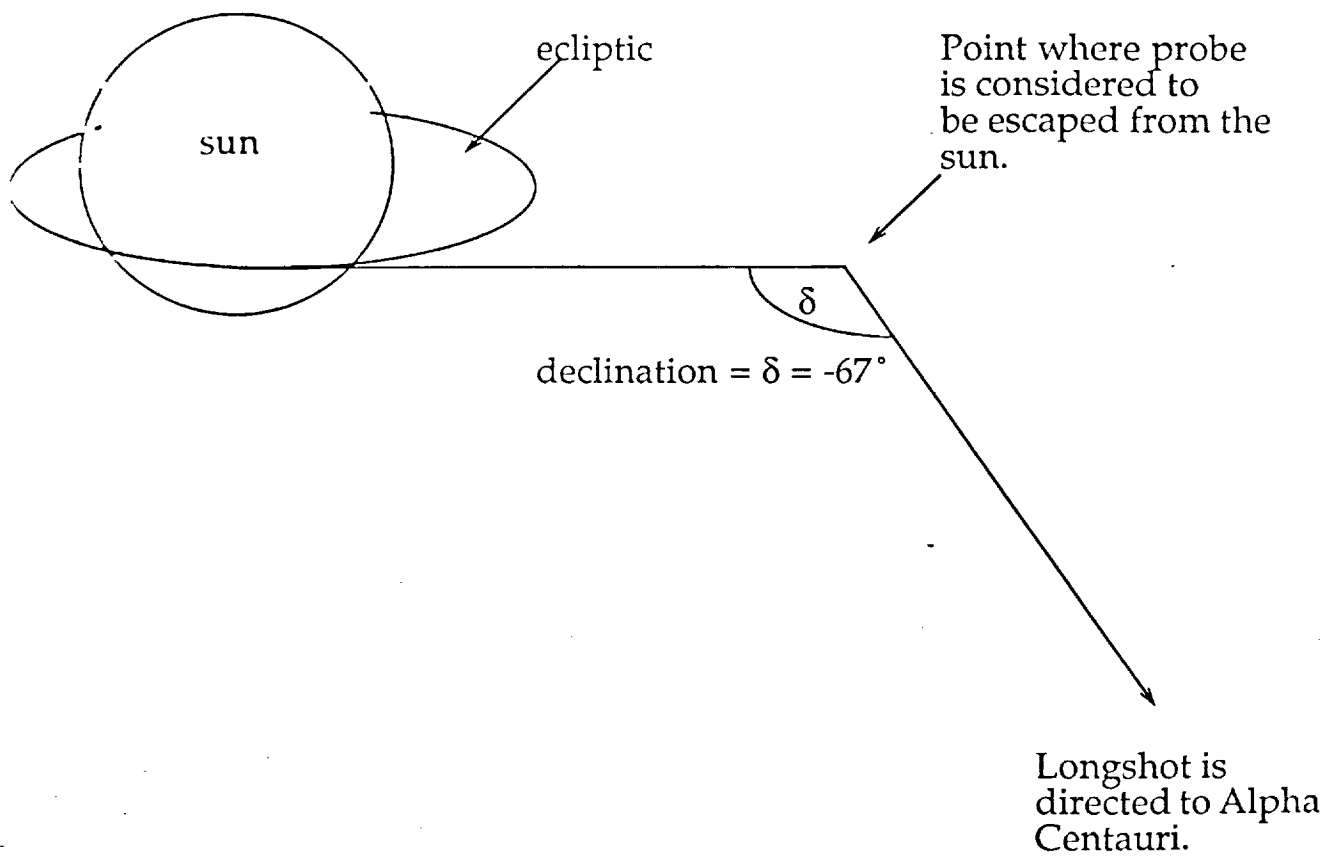 ecliptic
Point where probe
is considered to
be escaped from the
sun.
sun
δ
declination = δ = -67°
Longshot is
directed to Alpha
Centauri.